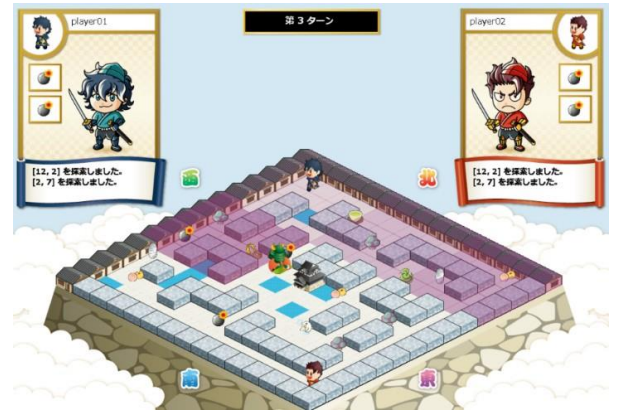 player01
第 3 ターン
player02
[12, 2] を探索しました。
[2, 7] を探索しました。
[12, 2] を探索しました。
[2, 7] を探索しました。
西
北
南
東